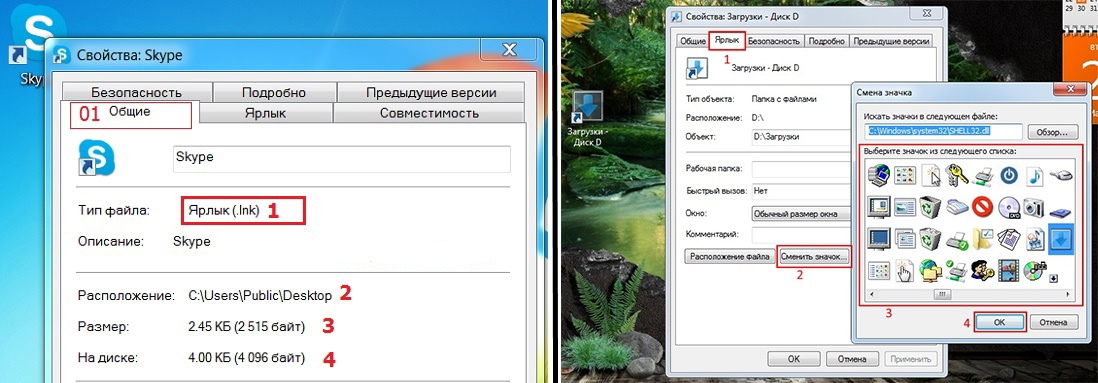 Свойства: Skype
Безопасность
Подробно
Предыдущие версии
01 Общие
Ярлык
Совместимость
Skype
Тип файла: Ярлык (.lnk) 1
Описание: Skype
Расположение: C:\Users\Public\Desktop 2
Размер: 2.45 КБ (2 515 байт) 3
На диске: 4.00 КБ (4 096 байт) 4
Загрузки -
Диск D
Свойства: Загрузки - Диск D
Общие Ярлык Безопасность Подробно Предыдущие версии
1
Загрузки - Диск D
Тип объекта: Папка с файлами
Расположение: D:\
Объект: D:\Загрузки
Рабочая папка:
Быстрый вызов: Нет
Окно: Обычный размер окна
Комментарий:
Расположение файла Сменить значок...
2
ОК Отмена Применить
Смена значка
Искать значки в следующем файле:
C:\Windows\system32\SHELL32.dll Обзор...
Выберите значок из следующего списка:
DVD
3
4 ОК Отмена